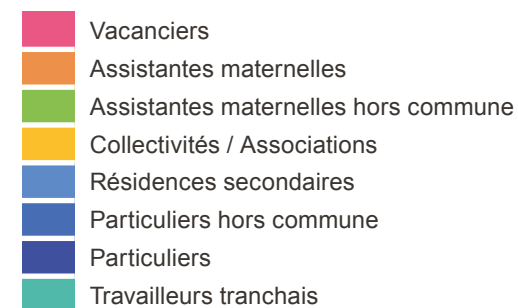 Vacanciers
Assistantes maternelles
Assistantes maternelles hors commune
Collectivités / Associations
Résidences secondaires
Particuliers hors commune
Particuliers
Travailleurs tranchais